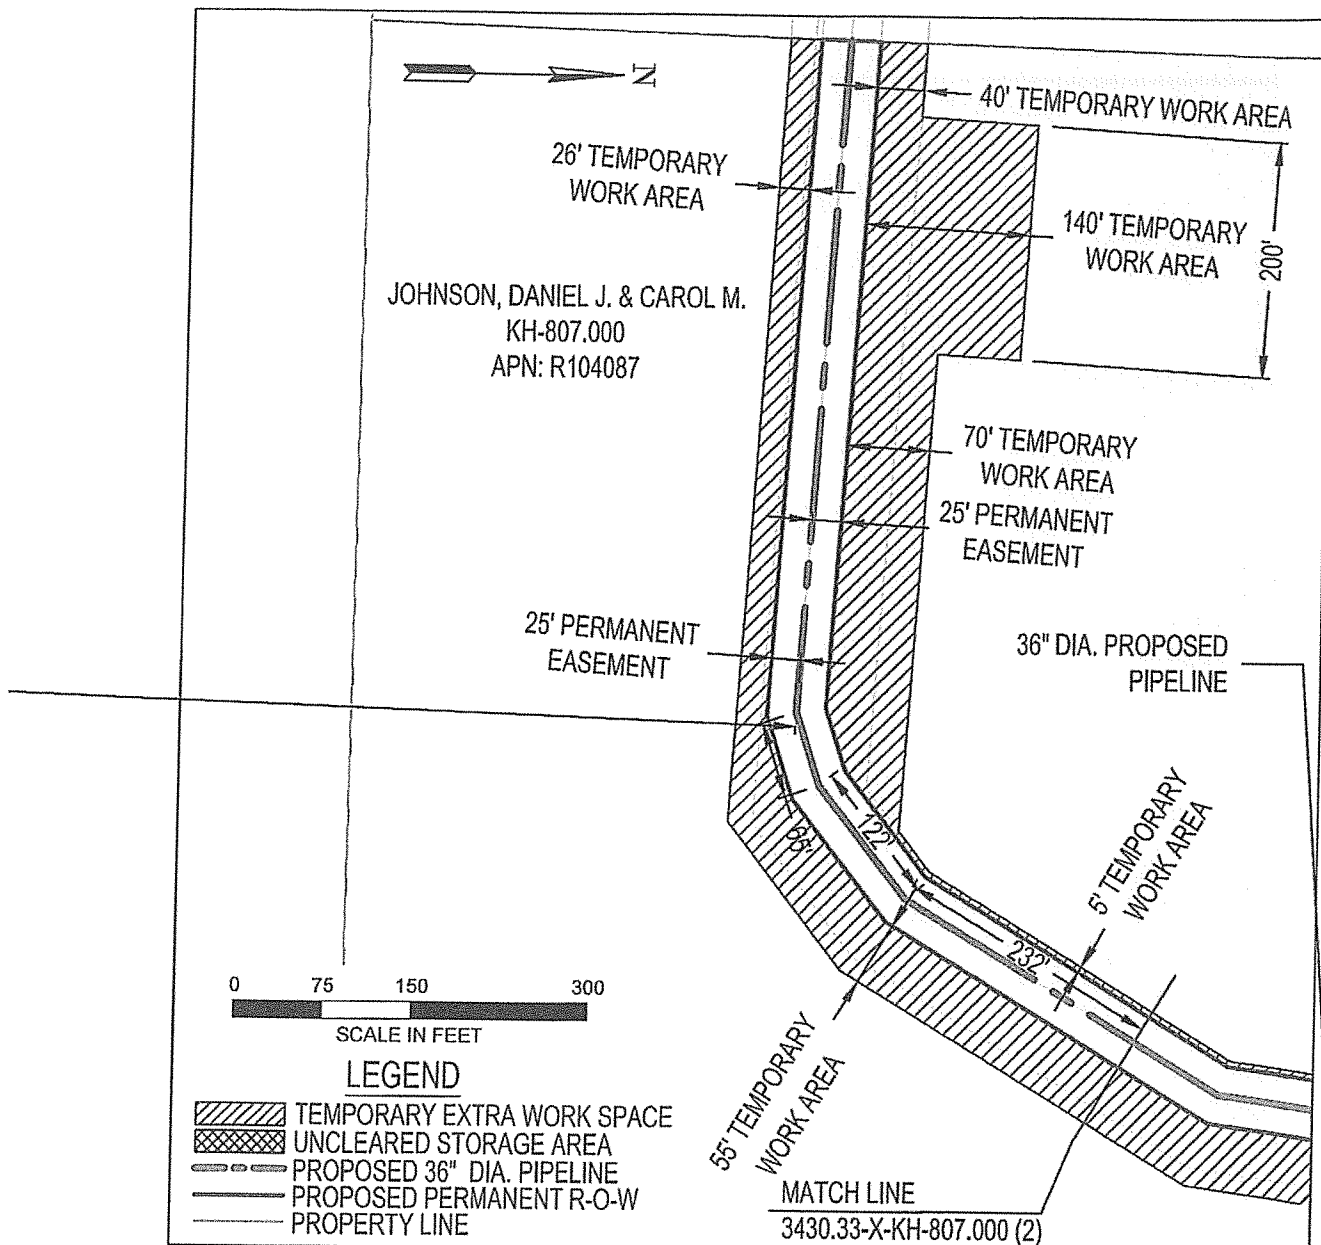 N
40' TEMPORARY WORK AREA
26' TEMPORARY
WORK AREA
140' TEMPORARY
WORK AREA
200'
JOHNSON, DANIEL J. & CAROL M.
KH-807.000
APN: R104087
70' TEMPORARY
WORK AREA
25' PERMANENT
EASEMENT
25' PERMANENT
EASEMENT
36" DIA. PROPOSED
PIPELINE
66'
122'
5' TEMPORARY
WORK AREA
232'
55' TEMPORARY
WORK AREA
0 75 150 300
SCALE IN FEET
LEGEND
TEMPORARY EXTRA WORK SPACE
UNCLEARED STORAGE AREA
PROPOSED 36" DIA. PIPELINE
PROPOSED PERMANENT R-O-W
PROPERTY LINE
MATCH LINE
3430.33-X-KH-807.000 (2)